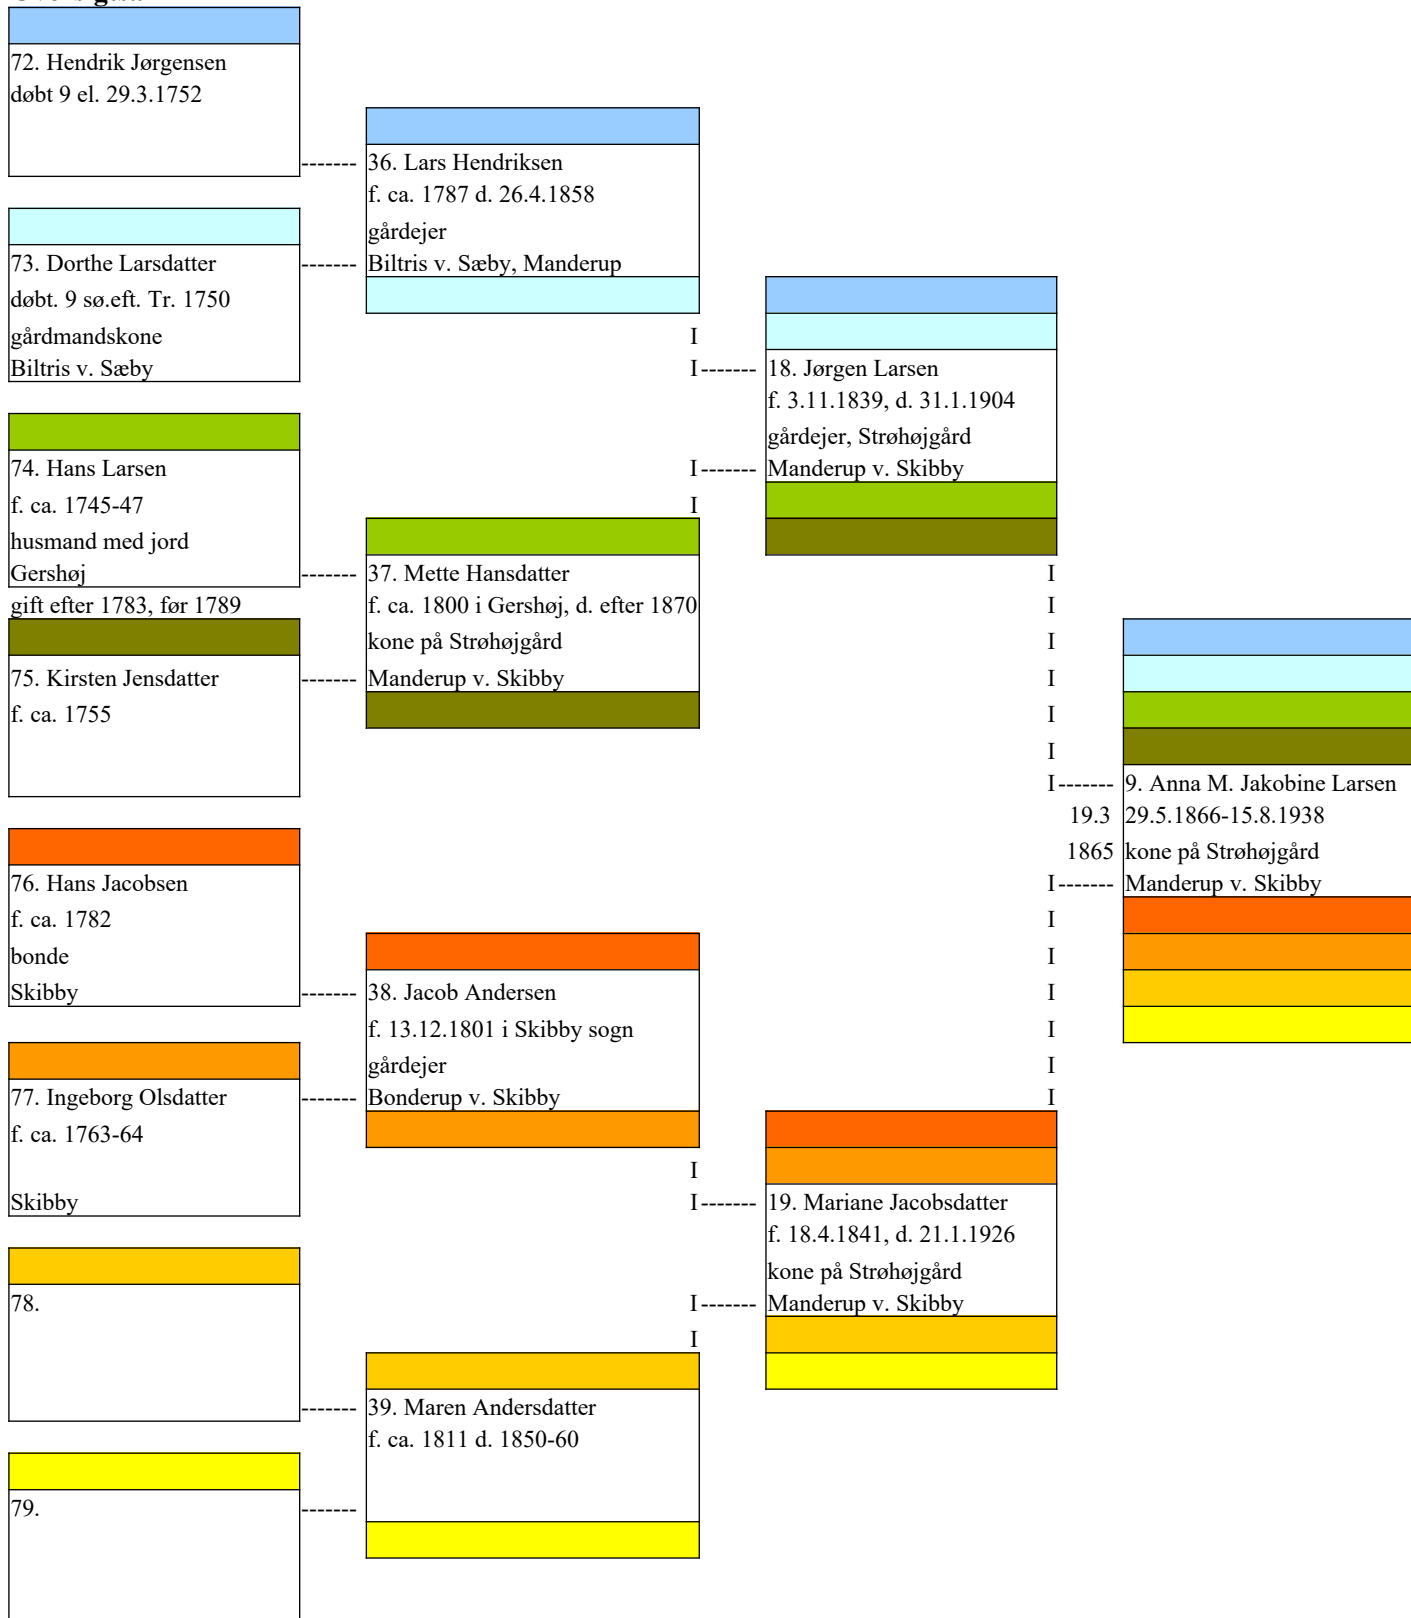 72. Hendrik Jørgensen
døbt 9 el. 29.3.1752
73. Dorthe Larsdatter
døbt. 9 sø.eft. Tr. 1750
gårdmandskone
Biltris v. Sæby
74. Hans Larsen
f. ca. 1745-47
husmand med jord
Gershøj
gift efter 1783, før 1789
75. Kirsten Jensdatter
f. ca. 1755
76. Hans Jacobsen
f. ca. 1782
bonde
Skibby
77. Ingeborg Olsdatter
f. ca. 1763-64
Skibby
78.
79.
36. Lars Hendriksen
f. ca. 1787 d. 26.4.1858
gårdejer
Biltris v. Sæby, Manderup
37. Mette Hansdatter
f. ca. 1800 i Gershøj, d. efter 1870
kone på Strøhøjgård
Manderup v. Skibby
38. Jacob Andersen
f. 13.12.1801 i Skibby sogn
gårdejer
Bonderup v. Skibby
39. Maren Andersdatter
f. ca. 1811 d. 1850-60
18. Jørgen Larsen
f. 3.11.1839, d. 31.1.1904
gårdejer, Strøhøjgård
Manderup v. Skibby
19. Mariane Jacobsdatter
f. 18.4.1841, d. 21.1.1926
kone på Strøhøjgård
Manderup v. Skibby
19.3
1865
9. Anna M. Jakobine Larsen
29.5.1866-15.8.1938
kone på Strøhøjgård
Manderup v. Skibby